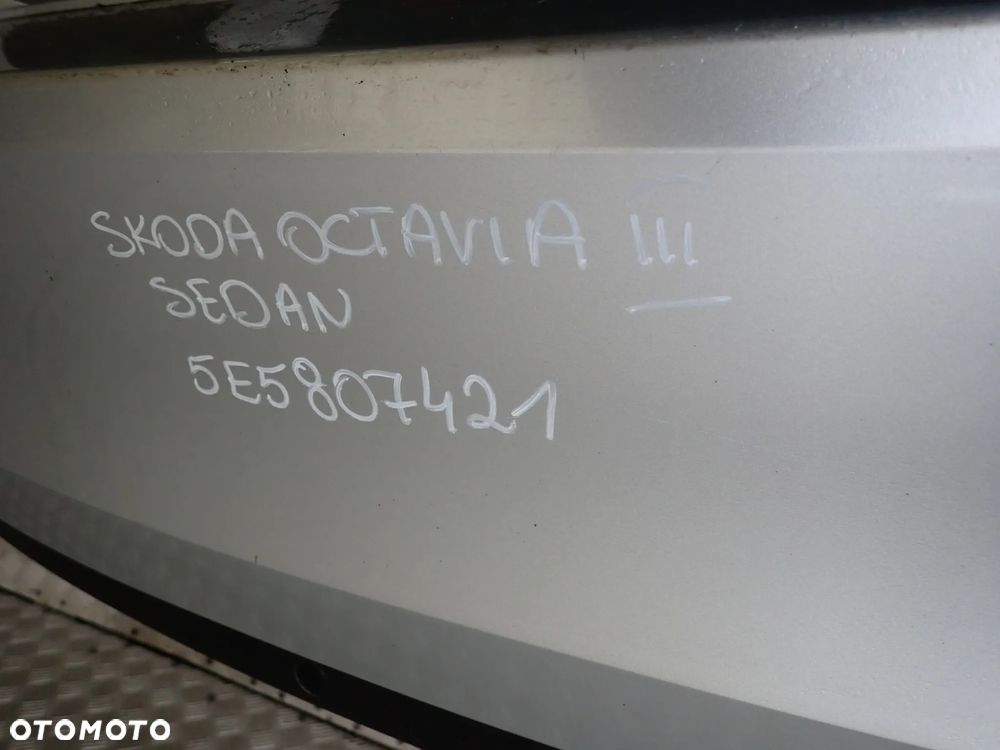 SKODA OCTAVIA III
SEDAN
5E5807421
OTOMOTO